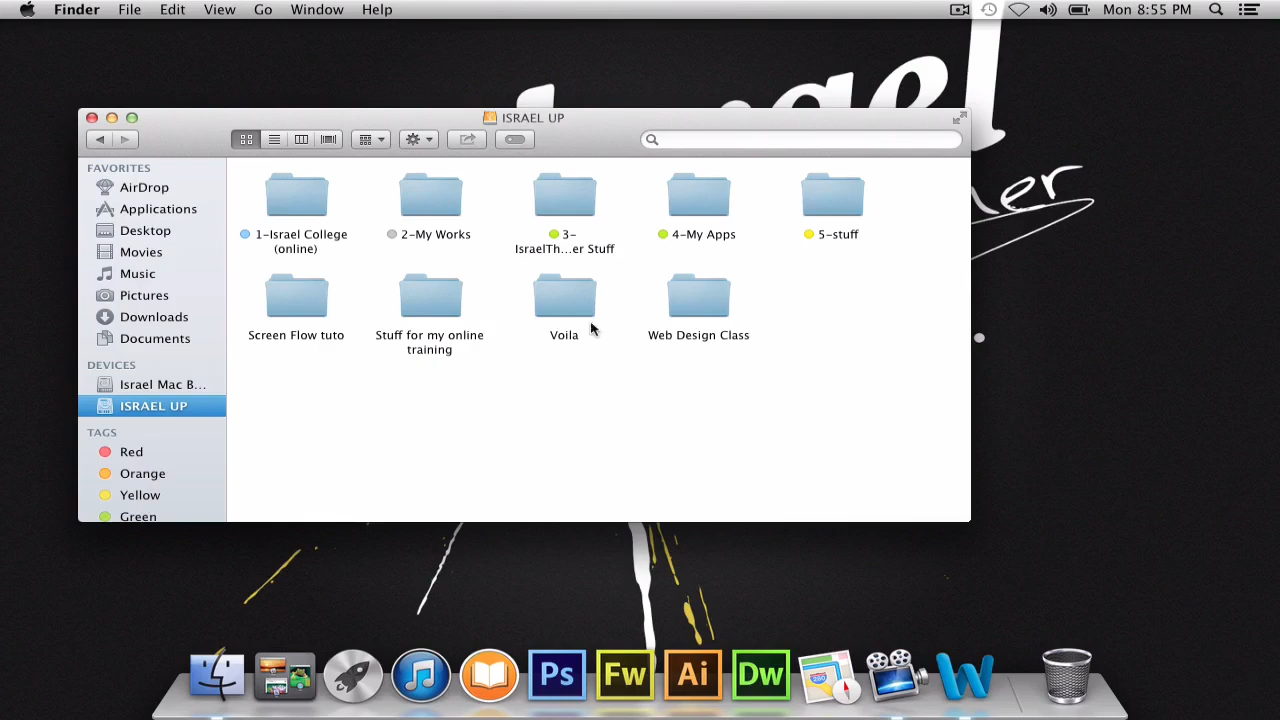 Finder File Edit View Go Window Help Mon 8:55 PM
ISRAEL UP
FAVORITES
AirDrop
Applications
Desktop
Movies
Music
Pictures
Downloads
Documents
DEVICES
Israel Mac B...
ISRAEL UP
TAGS
Red
Orange
Yellow
Green
1-Israel College
(online)
2-My Works
3-
IsraelTh...er Stuff
4-My Apps
5-stuff
Screen Flow tuto
Stuff for my online
training
Voila
Web Design Class
Ps Fw Ai Dw
280
W